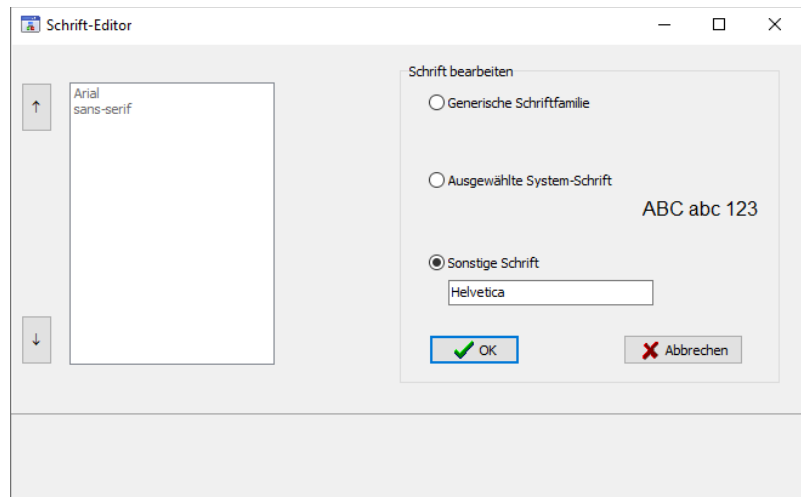 Schrift-Editor
Schrift bearbeiten
Arial
sans-serif
↑
↓
Generische Schriftfamilie
Ausgewählte System-Schrift
ABC abc 123
Sonstige Schrift
Helvetica
OK
Abbrechen